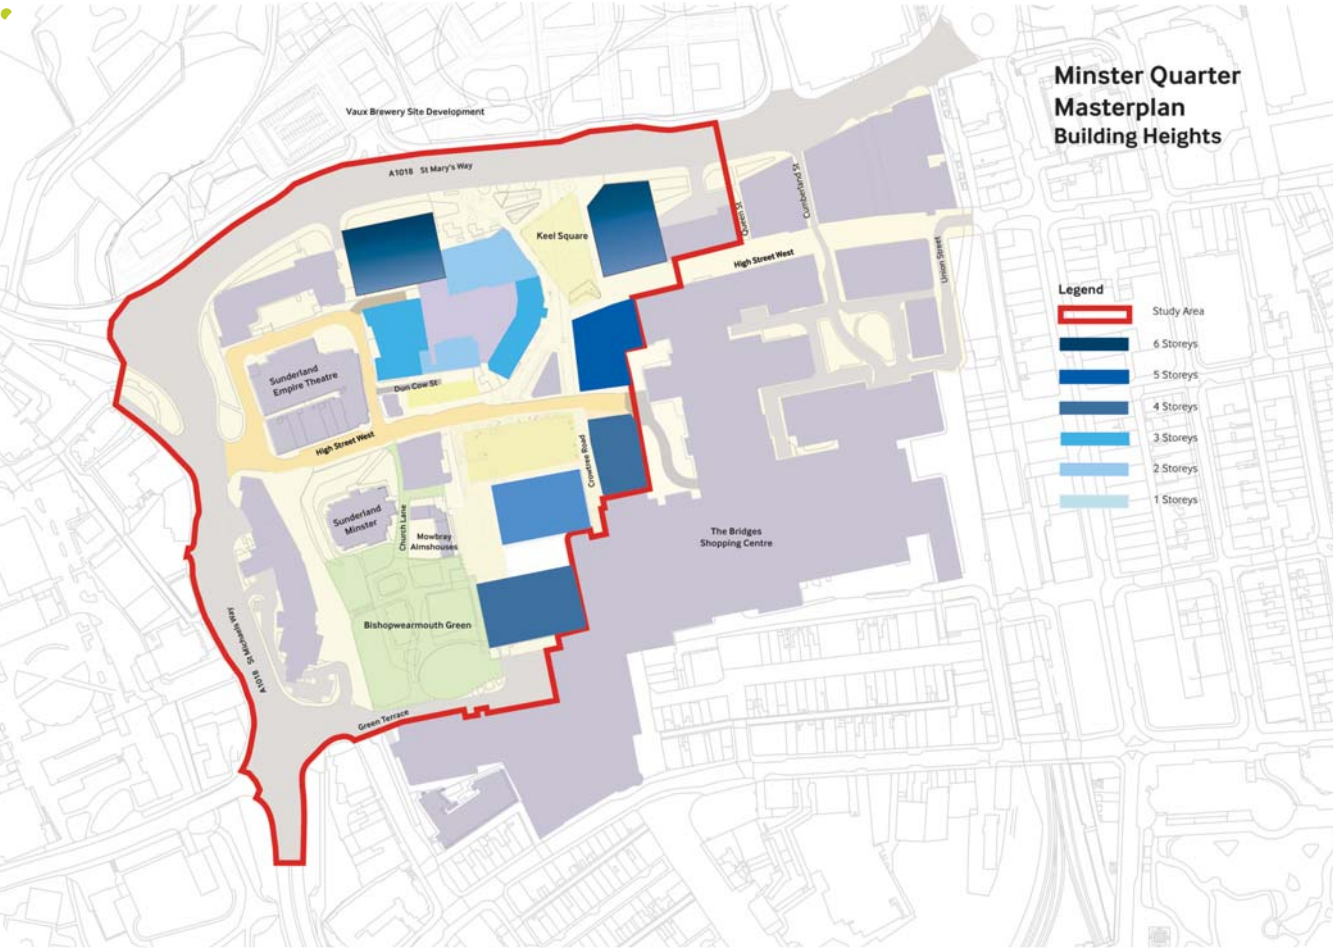 Minster Quarter
Masterplan
Building Heights
Vaux Brewery Site Development
A1018 St Mary's Way
Keel Square
Queen St
Cumberland St
High Street West
Union Street
Legend
Study Area
6 Storeys
5 Storeys
4 Storeys
3 Storeys
2 Storeys
1 Storeys
Sunderland
Empire Theatre
Dun Cow St
High Street West
Crowtree Road
Sunderland
Minster
Church Lane
Mowbray
Almshouses
The Bridges
Shopping Centre
Bishopwearmouth Green
A1018 St Michaels Way
Green Terrace